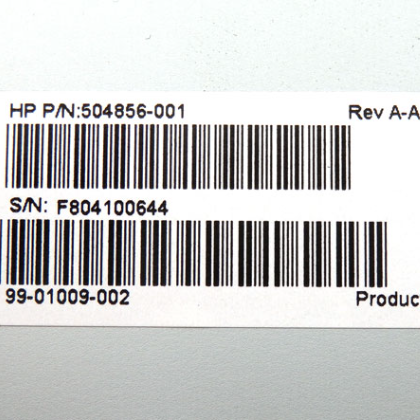 HP P/N:504856-001 Rev A-A
S/N: F804100644
99-01009-002 Produc